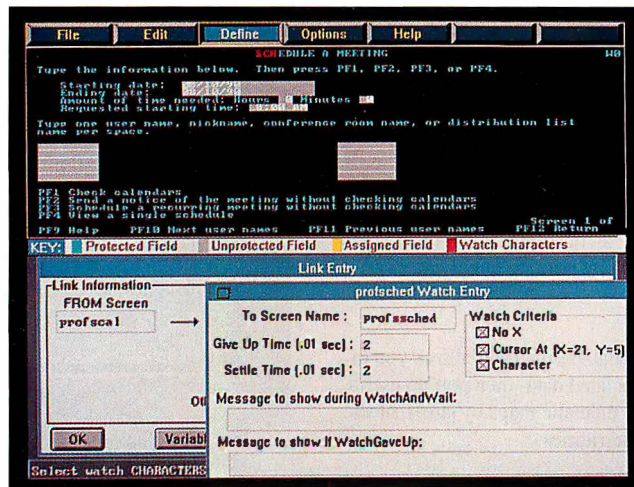 File Edit Define Options Help
SCHEDULE A MEETING W0
Type the information below. Then press PF1, PF2, PF3, or PF4.
Starting date:
Ending date:
Amount of time needed: Hours Minutes
Requested starting time:
Type one user name, nickname, conference room name, or distribution list
name per space.
PF1 Check calendars
PF2 Send a notice of the meeting without checking calendars
PF3 Schedule a recurring meeting without checking calendars
PF4 View a single schedule
Screen 1 of
PF9 Help PF10 Next user names PF11 Previous user names PF12 Return
KEY: Protected Field Unprotected Field Assigned Field Watch Characters
Link Entry
Link Information
FROM Screen
profscal
OK
profsched Watch Entry
To Screen Name : profssched
Give Up Time (.01 sec) : 2
Settle Time (.01 sec) : 2
Watch Criteria
No X
Cursor At (X=21, Y=5)
Character
Message to show during WatchAndWait:
Message to show If WatchGaveUp:
Select watch CHARACTERS